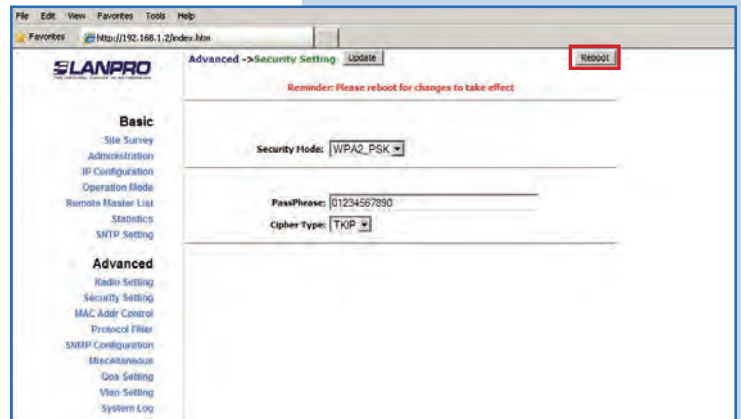 File Edit View Favorites Tools Help
Favorites http://192.168.1.2/index.htm
LANPRO
Advanced ->Security Setting Update Reboot
Reminder: Please reboot for changes to take effect
Basic
Site Survey
Administration
IP Configuration
Operation Mode
Remote Master List
Statistics
SNTP Setting
Advanced
Radio Setting
Security Setting
MAC Addr Control
Protocol Filter
SNMP Configuration
Miscellaneous
Qos Setting
Vlan Setting
System Log
Security Mode: WPA2_PSK
PassPhrase: 01234567890
Cipher Type: TKIP